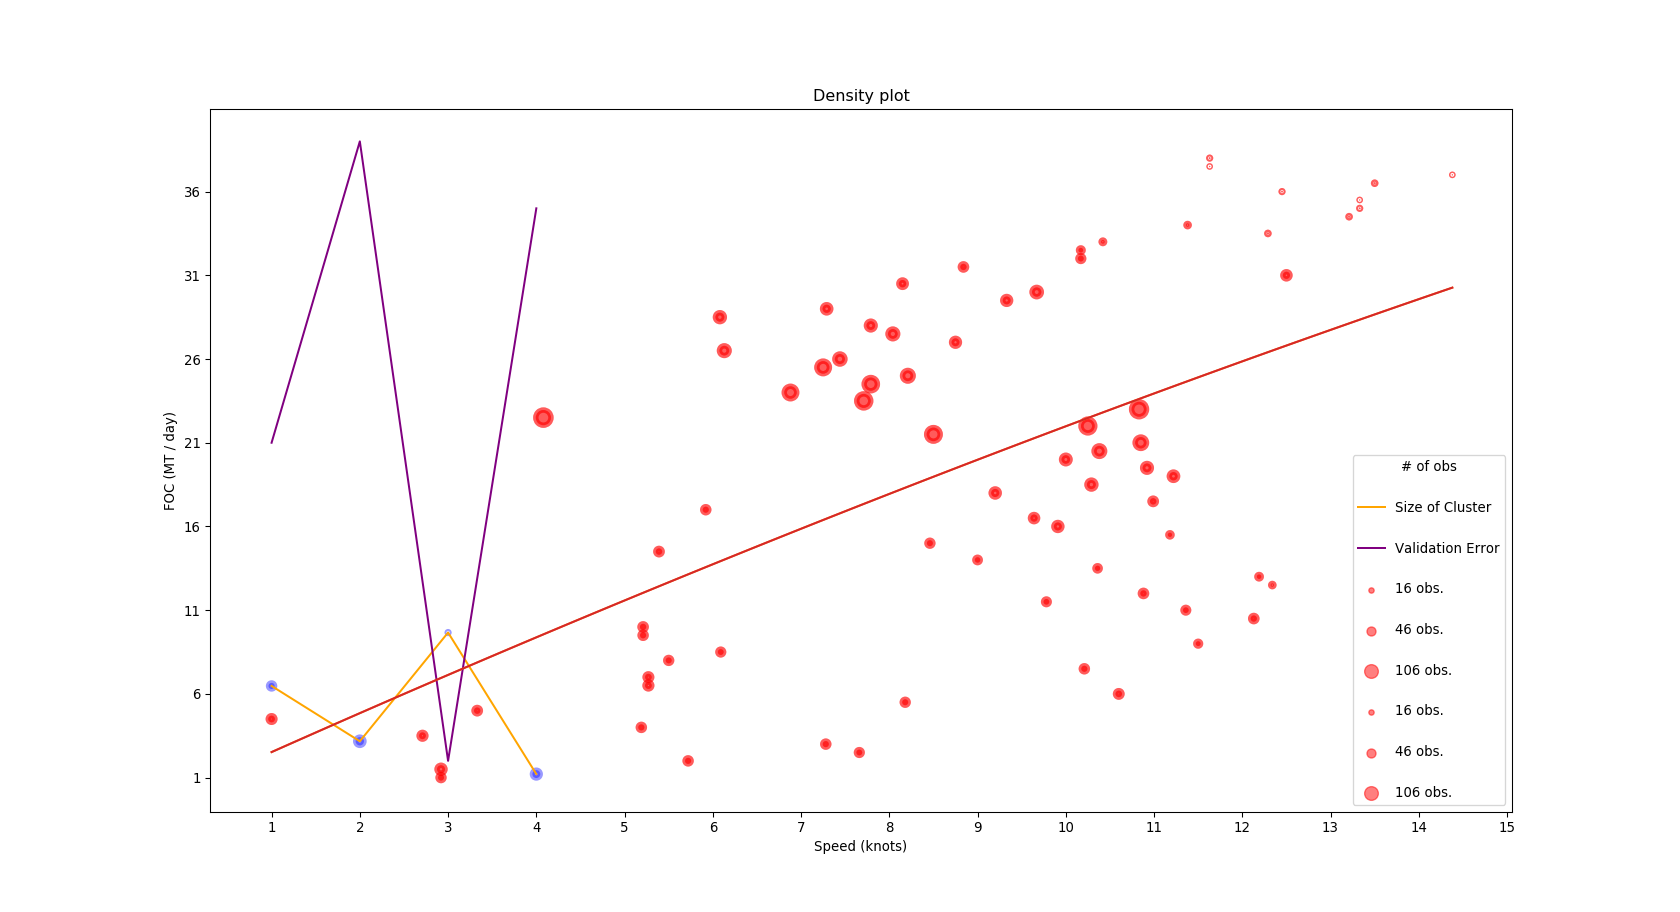 Density plot
36
31
26
21
16
11
6
1
FOC (MT / day)
# of obs
Size of Cluster
Validation Error
16 obs.
46 obs.
106 obs.
16 obs.
46 obs.
106 obs.
1 2 3 4 5 6 7 8 9 10 11 12 13 14 15
Speed (knots)